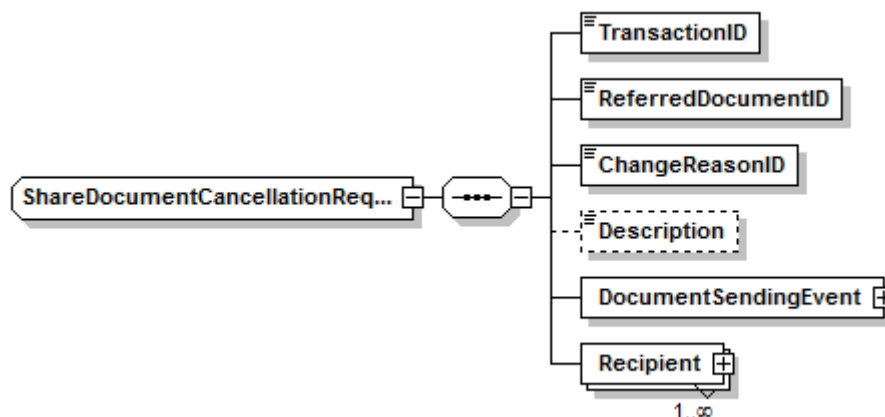 TransactionID
ReferredDocumentID
ChangeReasonID
ShareDocumentCancellationReq...
Description
DocumentSendingEvent
Recipient
1..∞